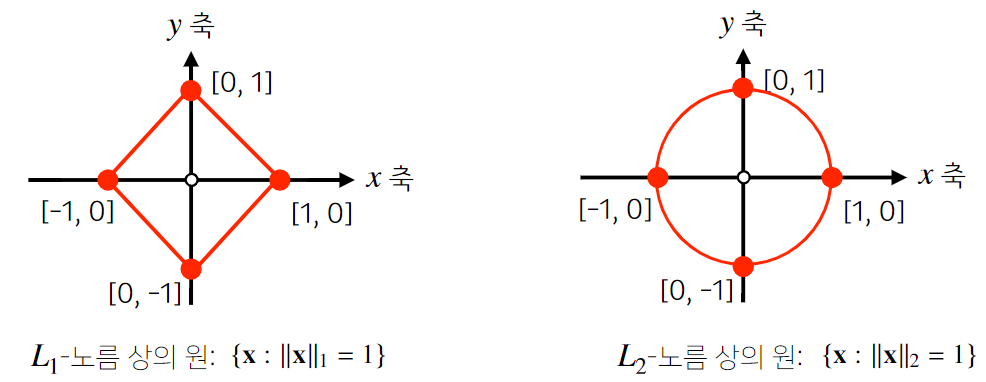 y 축
[0, 1]
x 축
[-1, 0]
[1, 0]
[0, -1]
L₁-노름 상의 원: {x : ||x||₁ = 1}
y 축
[0, 1]
x 축
[-1, 0]
[1, 0]
[0, -1]
L₂-노름 상의 원: {x : ||x||₂ = 1}